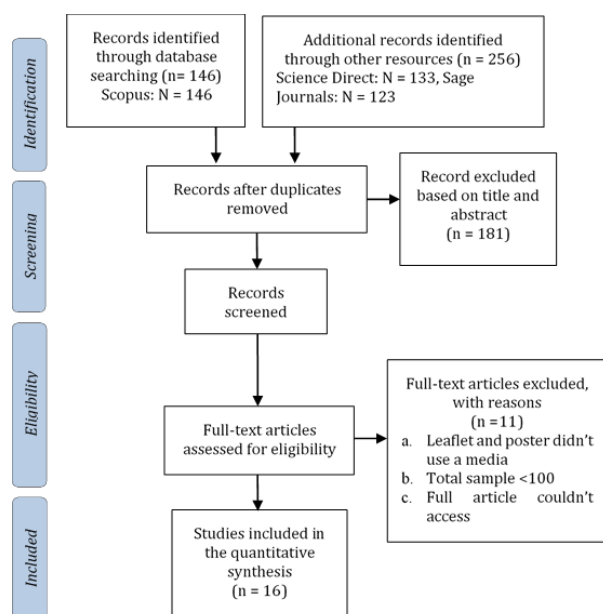 Identification
Records identified
through database
searching (n= 146)
Scopus: N = 146
Additional records identified
through other resources (n = 256)
Science Direct: N = 133, Sage
Journals: N = 123
Screening
Records after duplicates
removed
Record excluded
based on title and
abstract
(n = 181)
Records
screened
Eligibility
Full-text articles
assessed for eligibility
Full-text articles excluded,
with reasons
(n =11)
a. Leaflet and poster didn't
use a media
b. Total sample <100
c. Full article couldn't
access
Included
Studies included in
the quantitative
synthesis
(n = 16)